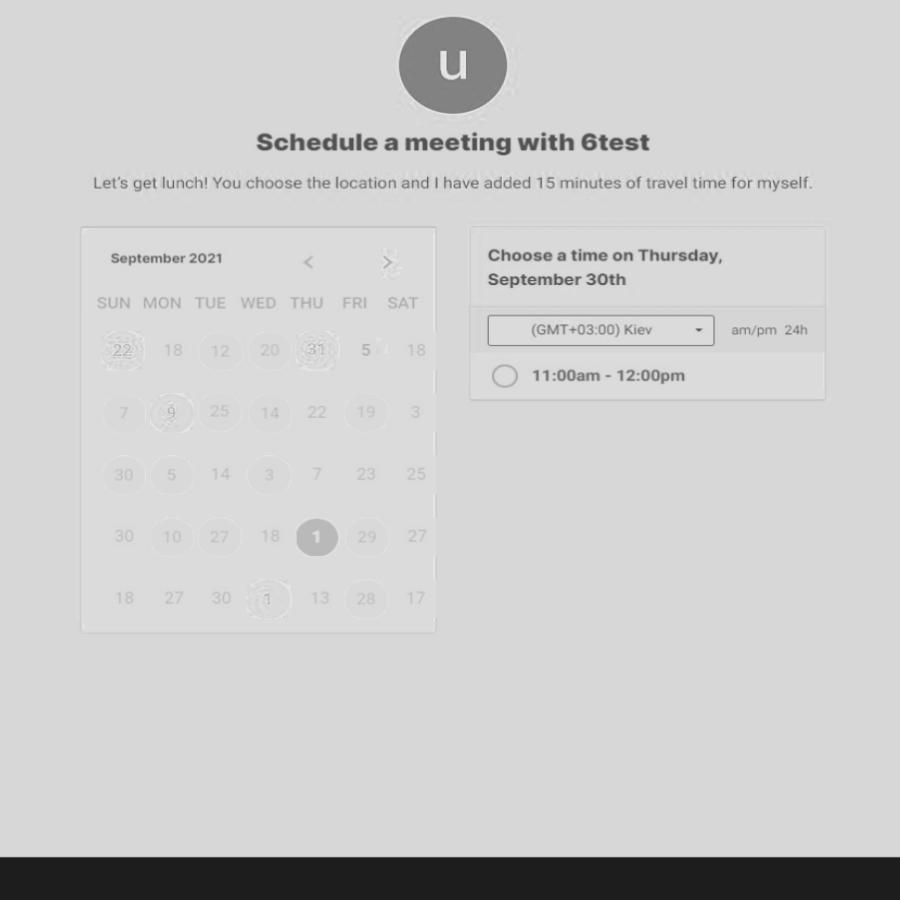 u
Schedule a meeting with 6test
Let's get lunch! You choose the location and I have added 15 minutes of travel time for myself.
September 2021 < >
SUN MON TUE WED THU FRI SAT
22 18 12 20 31 5 18
7 9 25 14 22 19 3
30 5 14 3 7 23 25
30 10 27 18 1 29 27
18 27 30 1 13 28 17
Choose a time on Thursday,
September 30th
(GMT+03:00) Kiev am/pm 24h
11:00am - 12:00pm